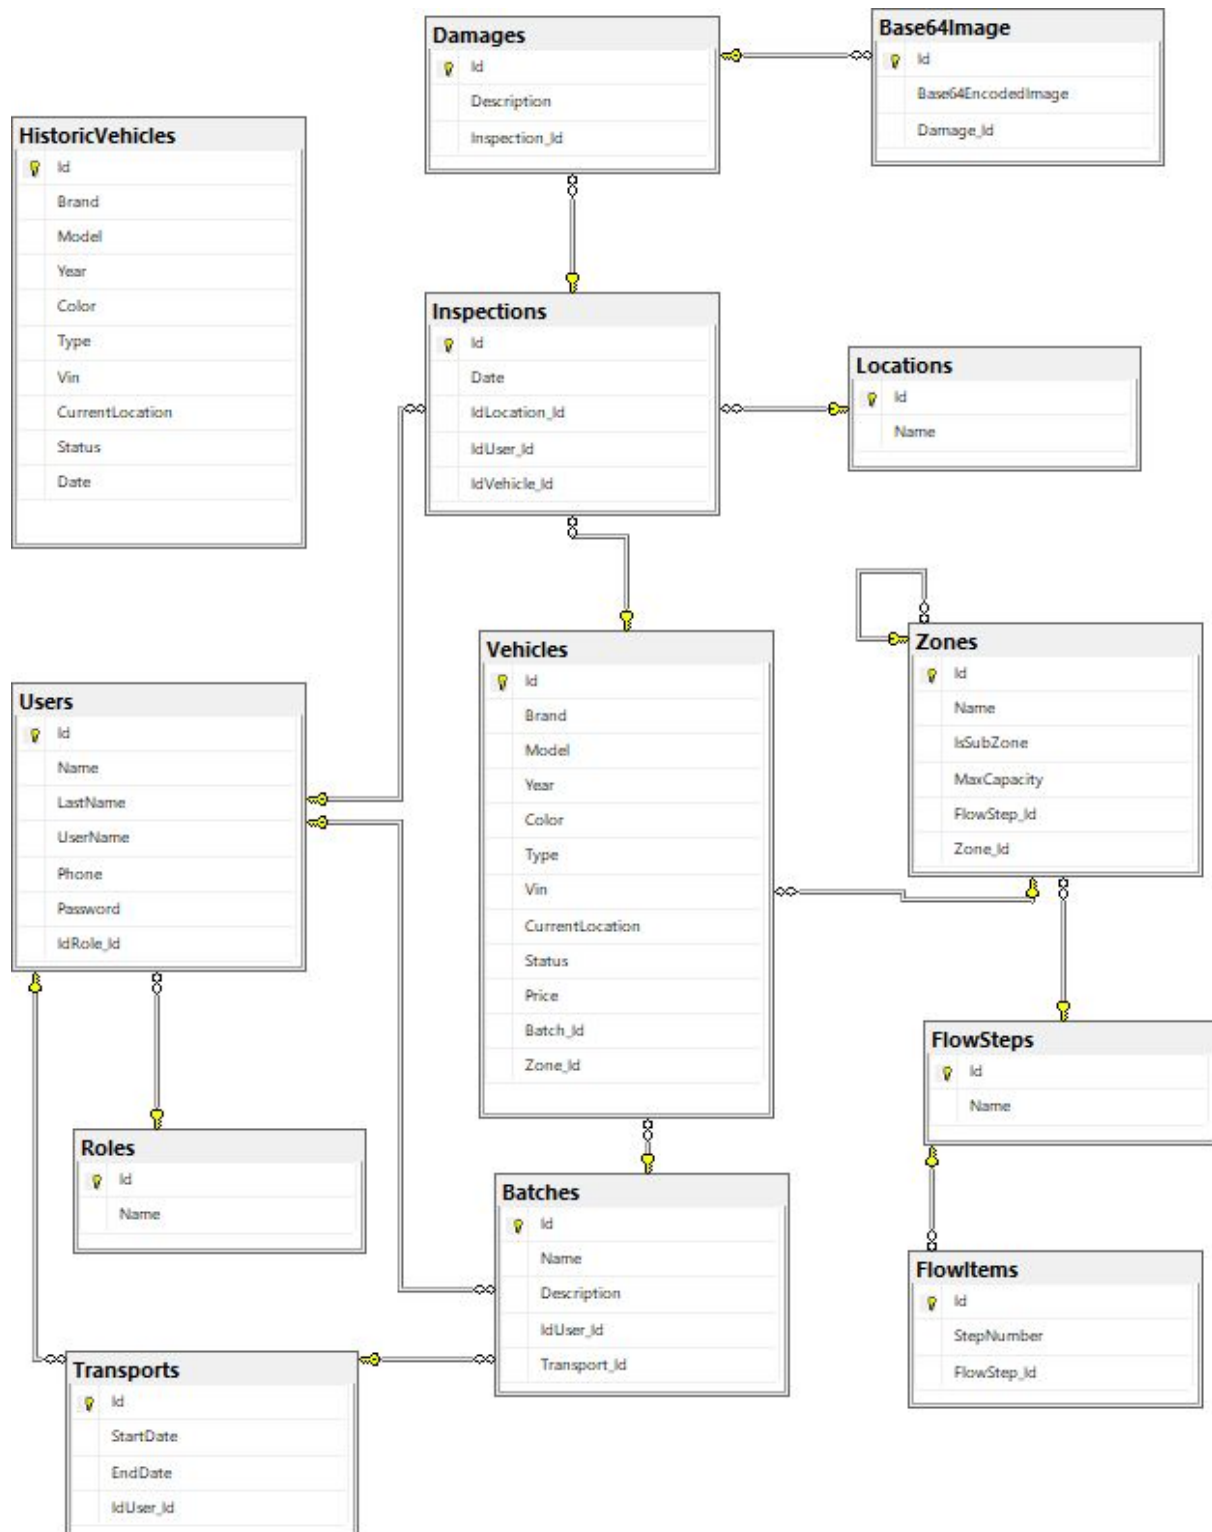 Damages
Id
Description
Inspection_Id
Base64Image
Id
Base64EncodedImage
Damage_Id
HistoricVehicles
Id
Brand
Model
Year
Color
Type
Vin
CurrentLocation
Status
Date
Inspections
Id
Date
IdLocation_Id
IdUser_Id
IdVehicle_Id
Locations
Id
Name
Vehicles
Id
Brand
Model
Year
Color
Type
Vin
CurrentLocation
Status
Price
Batch_Id
Zone_Id
Zones
Id
Name
IsSubZone
MaxCapacity
FlowStep_Id
Zone_Id
Users
Id
Name
LastName
UserName
Phone
Password
IdRole_Id
FlowSteps
Id
Name
Roles
Id
Name
Batches
Id
Name
Description
IdUser_Id
Transport_Id
FlowItems
Id
StepNumber
FlowStep_Id
Transports
Id
StartDate
EndDate
IdUser_Id